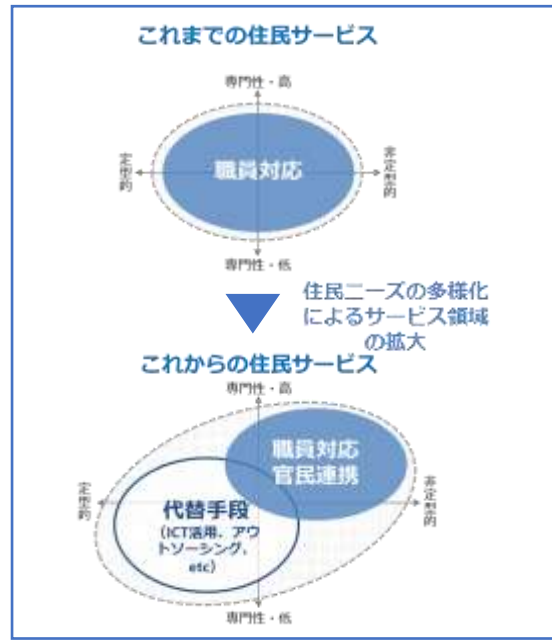 これまでの住民サービス
専門性・高
定型的
職員対応
非定型的
専門性・低
住民ニーズの多様化
によるサービス領域
の拡大
これからの住民サービス
専門性・高
職員対応
官民連携
定型的
非定型的
代替手段
（ICT活用、アウ
トソーシング、
etc）
専門性・低